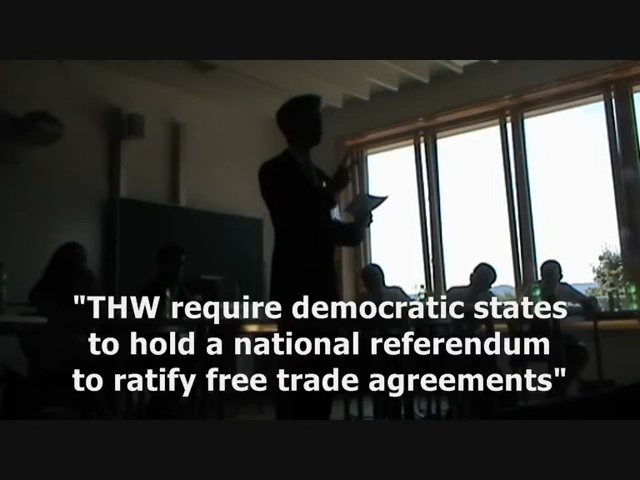 "THW require democratic states
to hold a national referendum
to ratify free trade agreements"